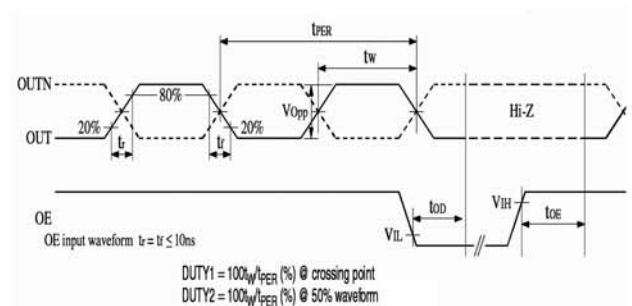 tPER
tW
OUTN
80%
VOpp
Hi-Z
20%
20%
OUT
tr
tf
OE
tOD
VIH
tOE
VIL
OE input waveform tr = tf ≤ 10ns
DUTY1 = 100tW/tPER (%) @ crossing point
DUTY2 = 100tW/tPER (%) @ 50% waveform